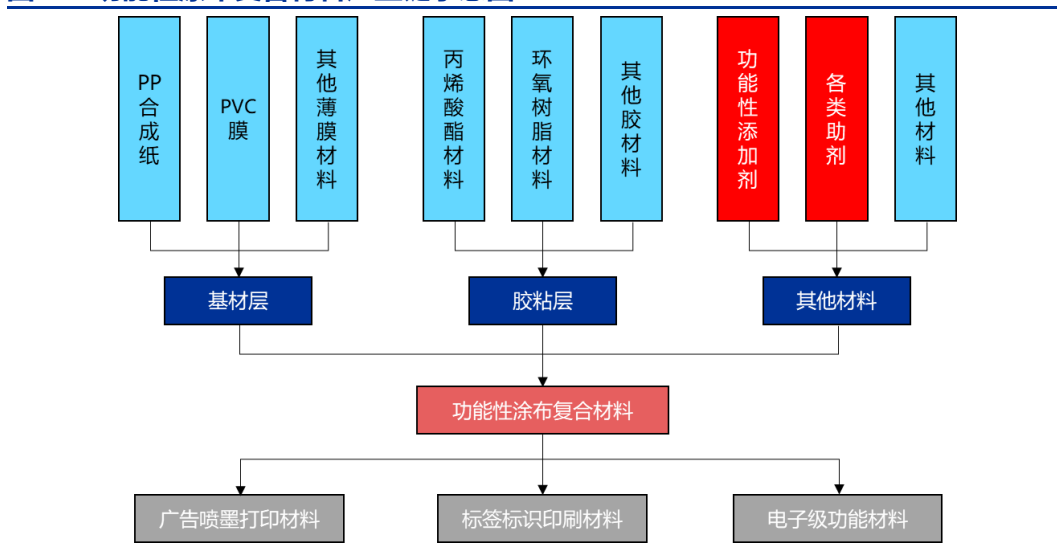 PP合成纸
PVC膜
其他薄膜材料
丙烯酸酯材料
环氧树脂材料
其他胶材料
功能性添加剂
各类助剂
其他材料
基材层
胶粘层
其他材料
功能性涂布复合材料
广告喷墨打印材料
标签标识印刷材料
电子级功能材料